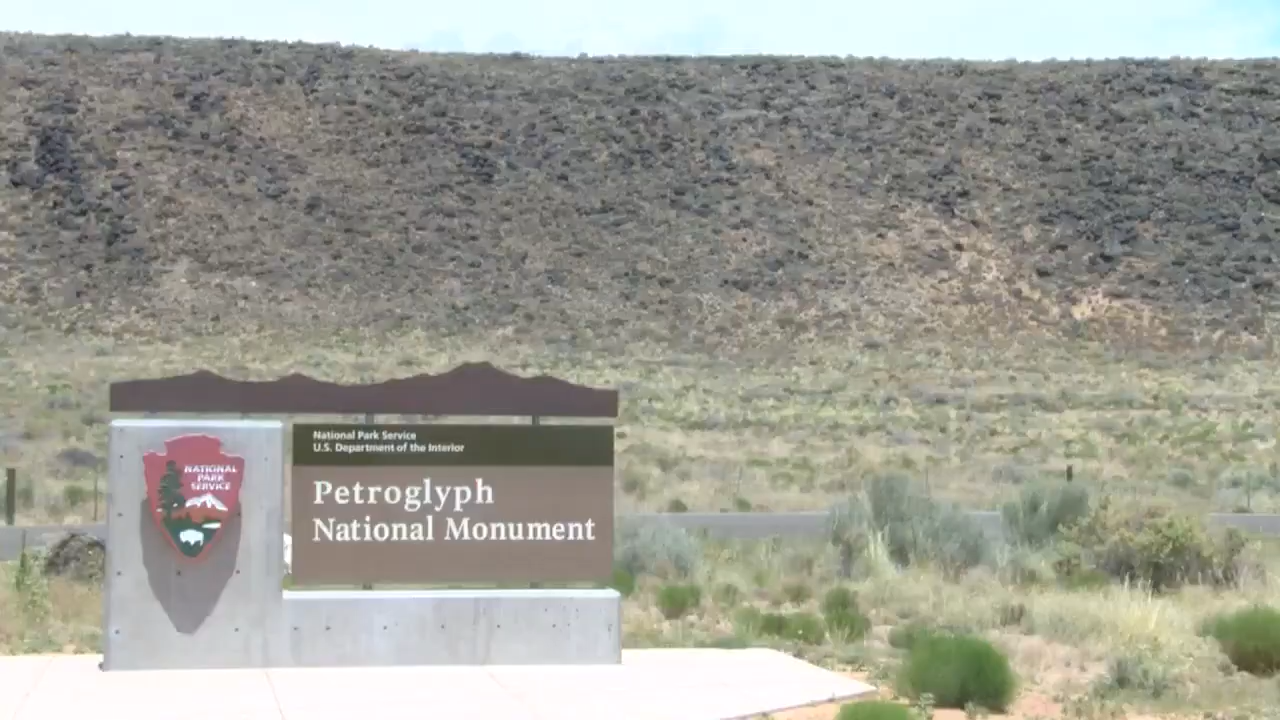 NATIONAL
PARK
SERVICE
National Park Service
U.S. Department of the Interior
Petroglyph
National Monument